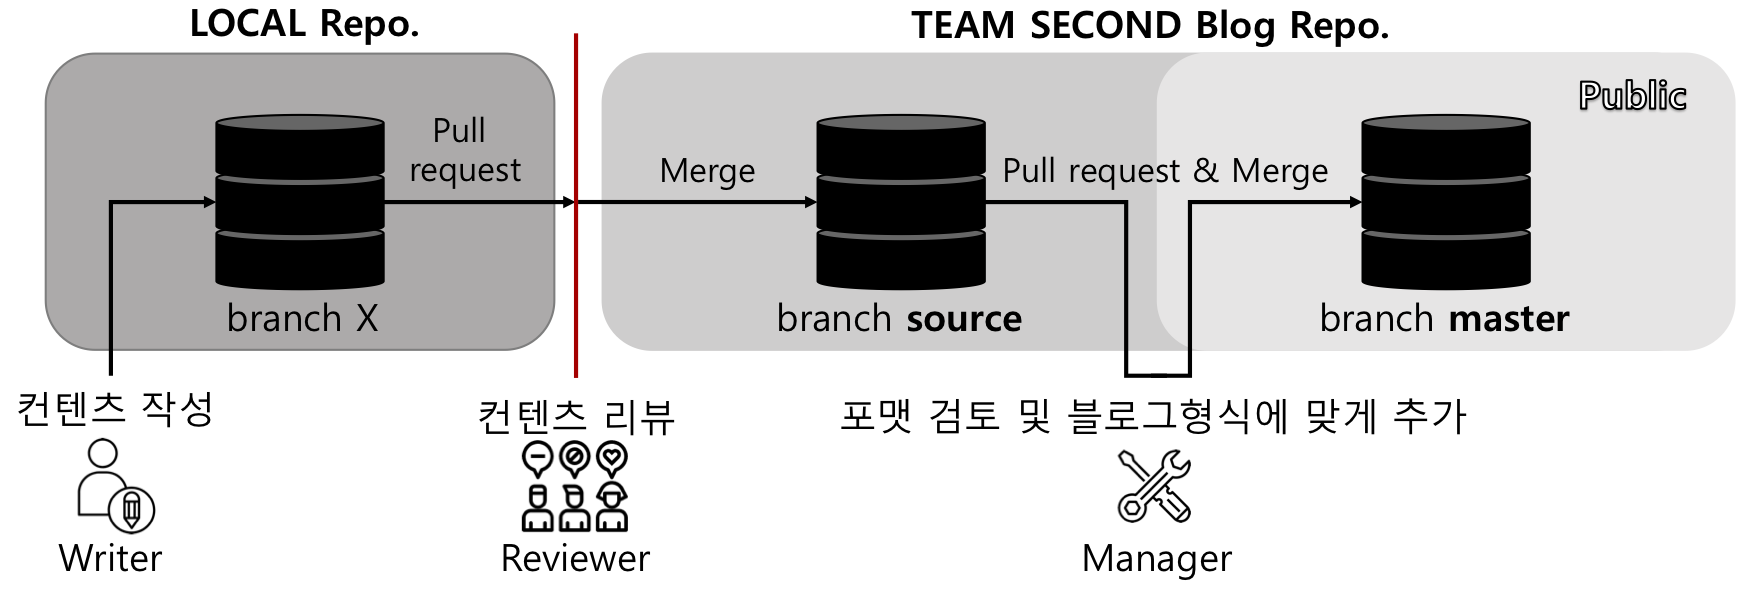 LOCAL Repo.
TEAM SECOND Blog Repo.
Public
Pull
request
Merge
Pull request & Merge
branch X
branch source
branch master
컨텐츠 작성
컨텐츠 리뷰
포맷 검토 및 블로그형식에 맞게 추가
Writer
Reviewer
Manager